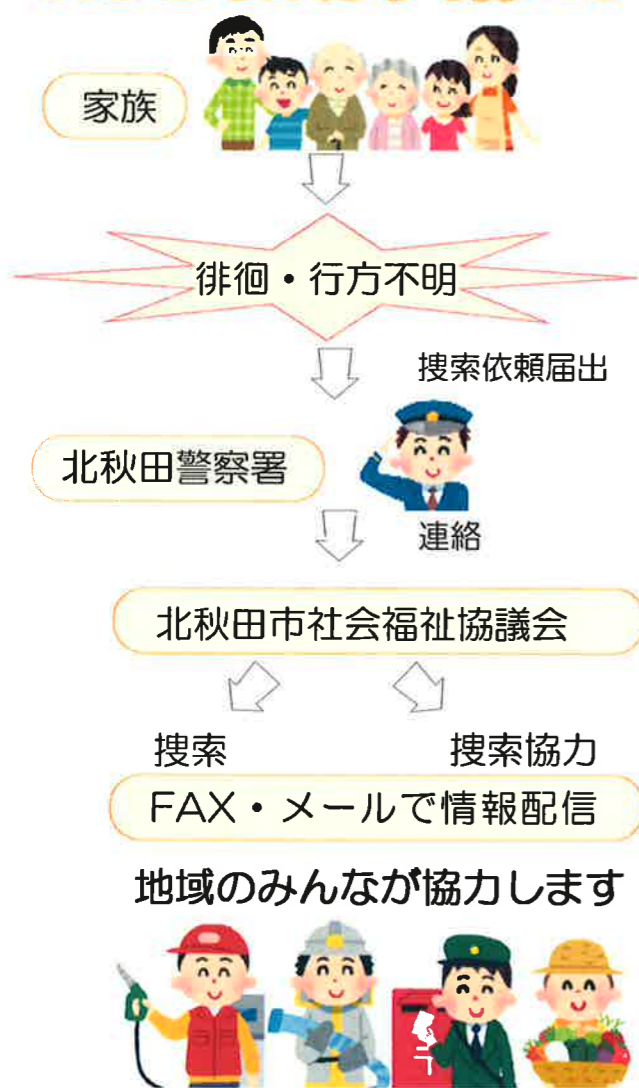 家族
徘徊・行方不明
捜索依頼届出
北秋田警察署
連絡
北秋田市社会福祉協議会
捜索 捜索協力
FAX・メールで情報配信
地域のみんなが協力します